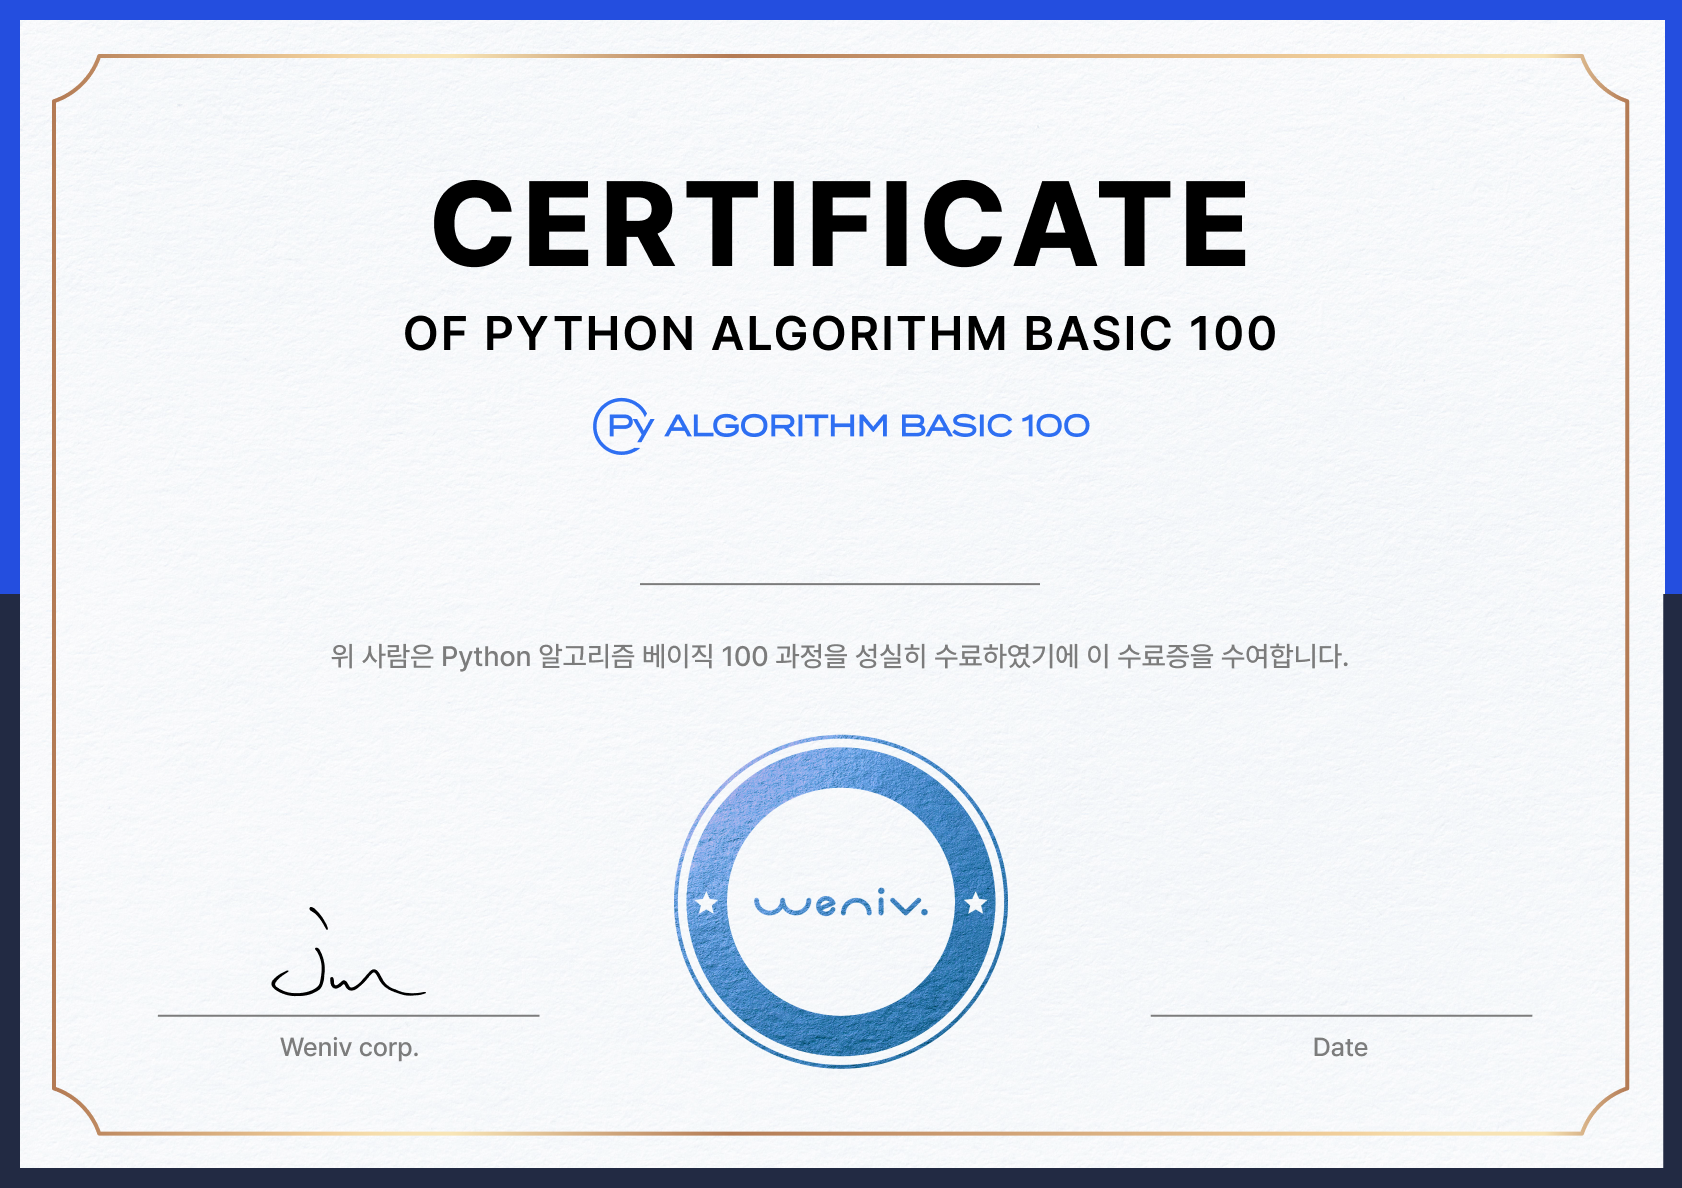 CERTIFICATE
OF PYTHON ALGORITHM BASIC 100
Py ALGORITHM BASIC 100
위 사람은 Python 알고리즘 베이직 100 과정을 성실히 수료하였기에 이 수료증을 수여합니다.
weniv.
Weniv corp.
Date